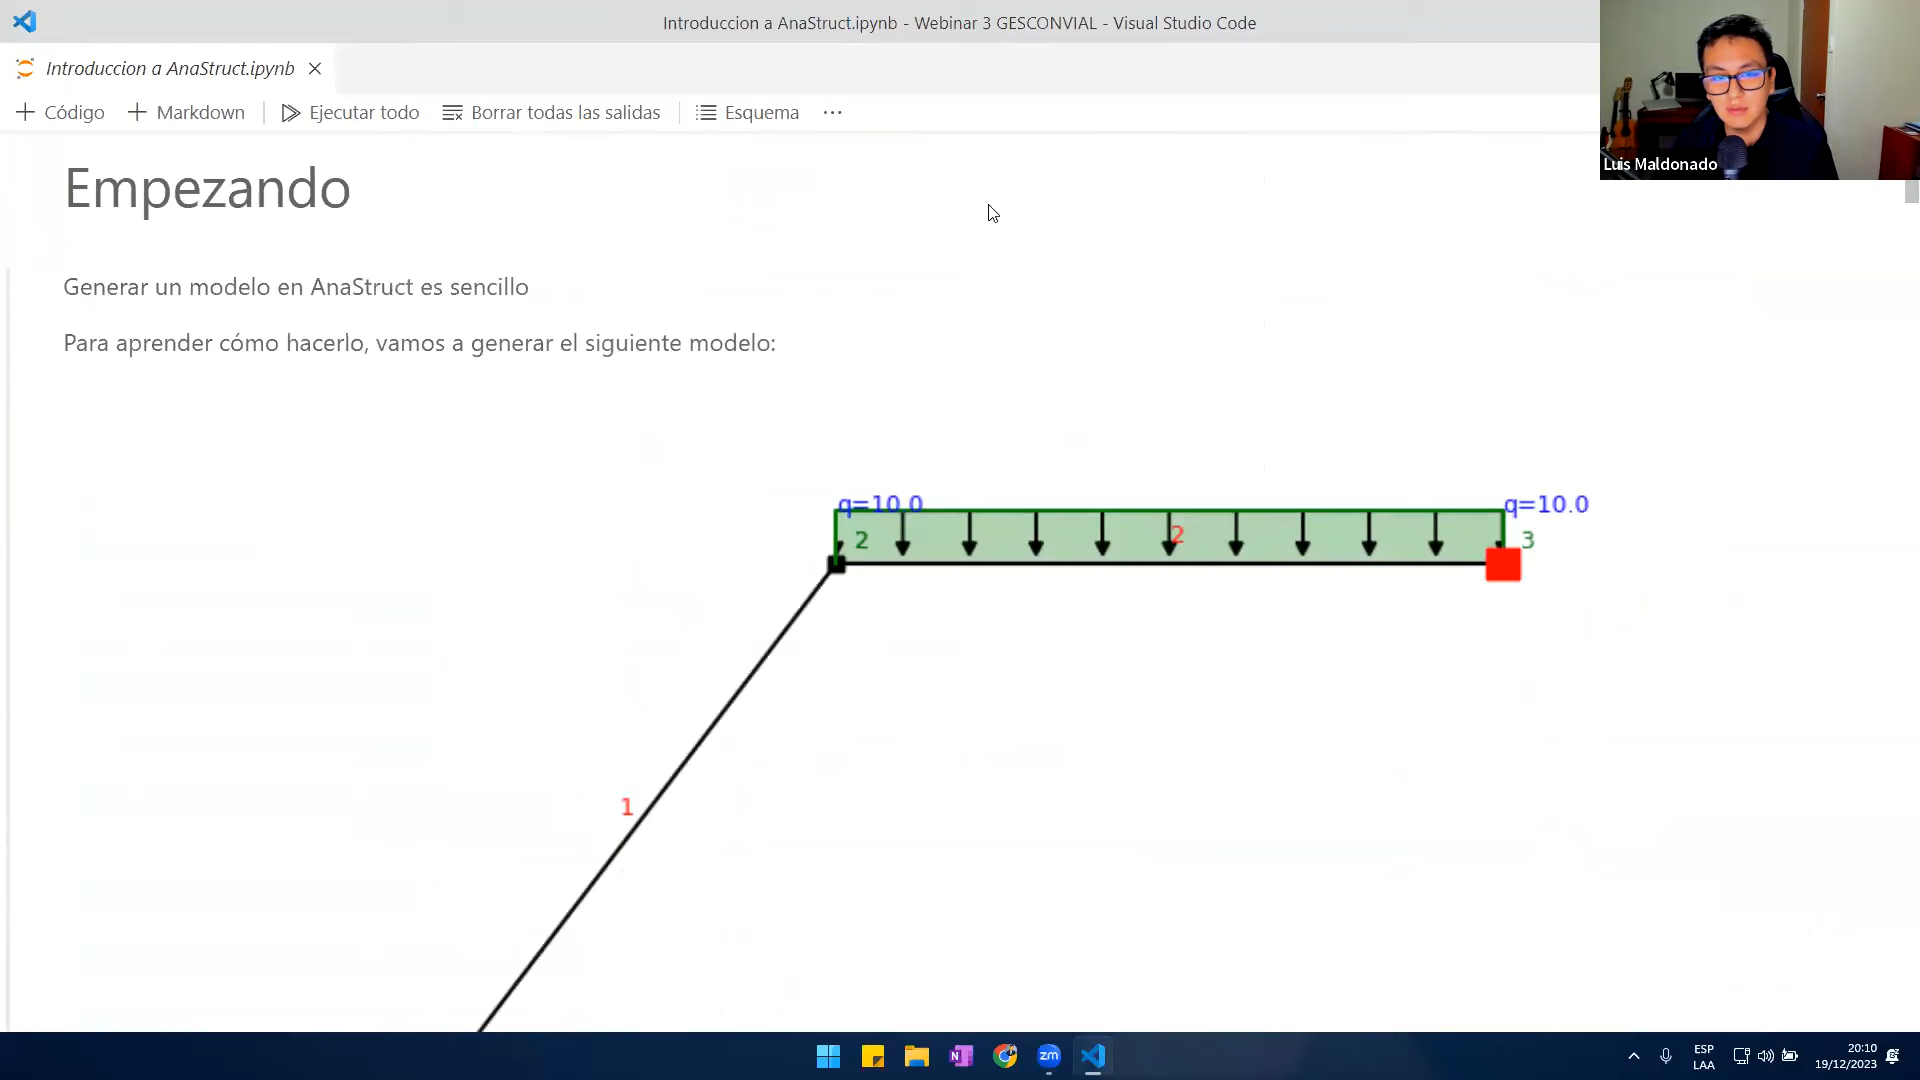 Introduccion a AnaStruct.ipynb - Webinar 3 GESCONVIAL - Visual Studio Code
Introduccion a AnaStruct.ipynb
Código Markdown Ejecutar todo Borrar todas las salidas Esquema ...
Luis Maldonado
Empezando
Generar un modelo en AnaStruct es sencillo
Para aprender cómo hacerlo, vamos a generar el siguiente modelo:
q=10.0 q=10.0
2 2 3
1
N zm
ESP 20:10
LAA 19/12/2023